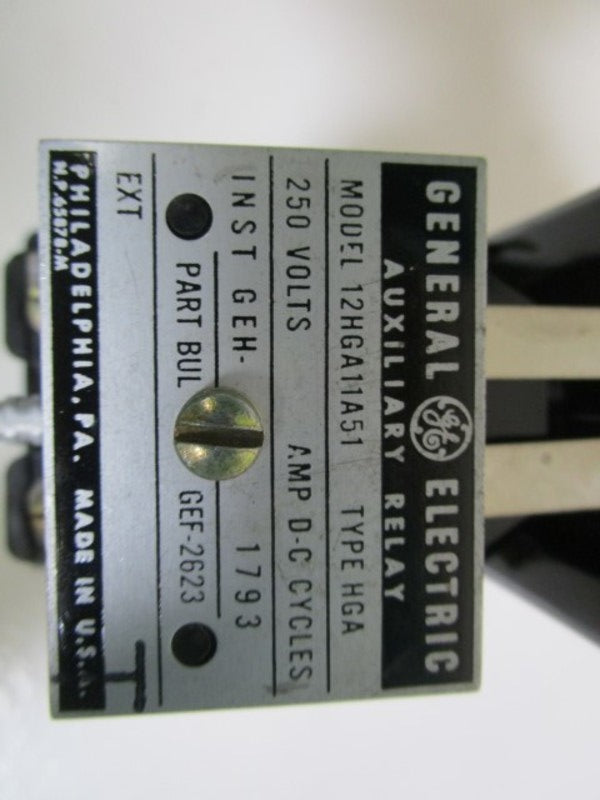 GENERAL GE ELECTRIC
AUXILIARY RELAY
MODEL 12HGA11A51 TYPE HGA
250 VOLTS AMP D-C CYCLES
INST GEH- 1793
PART BUL GEF-2623
EXT
PHILADELPHIA, PA. MADE IN U.S.A.